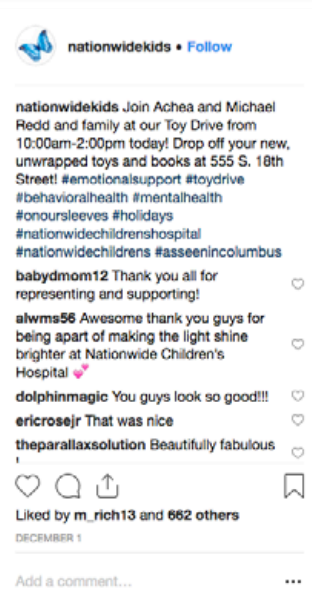 nationwidekids • Follow
nationwidekids Join Achea and Michael
Redd and family at our Toy Drive from
10:00am-2:00pm today! Drop off your new,
unwrapped toys and books at 555 S. 18th
Street! #emotionalsupport #toydrive
#behavioralhealth #mentalhealth
#onoursleeves #holidays
#nationwidechildrenshospital
#nationwidechildrens #asseenincolumbus
babydmom12 Thank you all for
representing and supporting!
alwms56 Awesome thank you guys for
being apart of making the light shine
brighter at Nationwide Children's
Hospital 💕
dolphinmagic You guys look so good!!!
ericrosejr That was nice
theparallaxsolution Beautifully fabulous
!
Liked by m_rich13 and 662 others
DECEMBER 1
Add a comment...